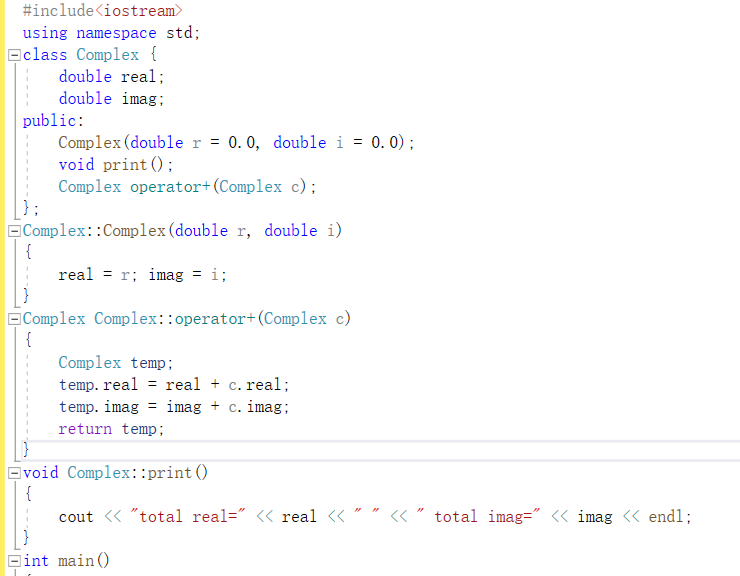 #include<iostream>
using namespace std;
class Complex {
    double real;
    double imag;
public:
    Complex(double r = 0.0, double i = 0.0);
    void print();
    Complex operator+(Complex c);
};
Complex::Complex(double r, double i)
{
    real = r; imag = i;
}
Complex Complex::operator+(Complex c)
{
    Complex temp;
    temp.real = real + c.real;
    temp.imag = imag + c.imag;
    return temp;
}
void Complex::print()
{
    cout << "total real=" << real << " " << " total imag=" << imag << endl;
}
int main()